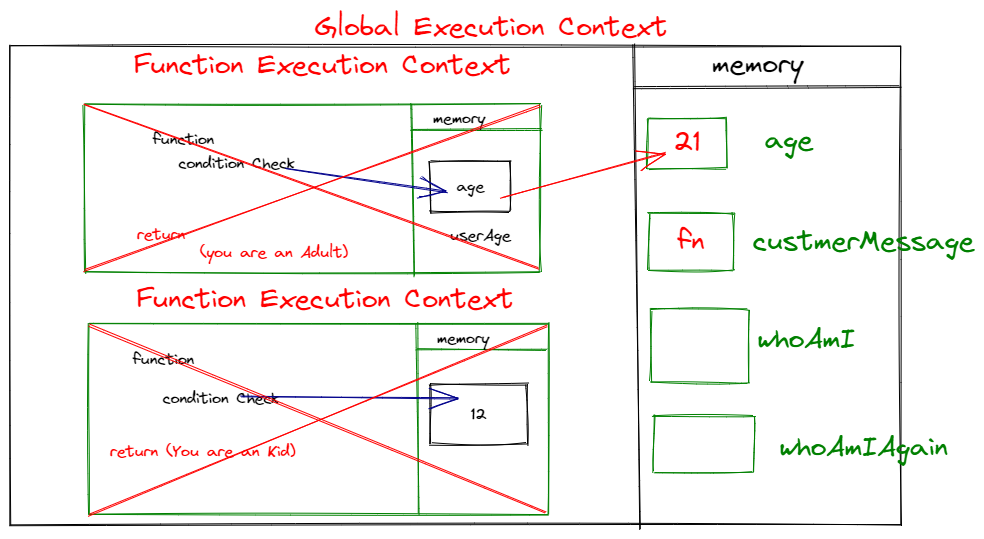 Global Execution Context
Function Execution Context
memory
function
condition Check
age
userAge
return
(you are an Adult)
Function Execution Context
memory
function
condition Check
12
return (You are an Kid)
memory
21 age
fn custmerMessage
whoAmI
whoAmIAgain